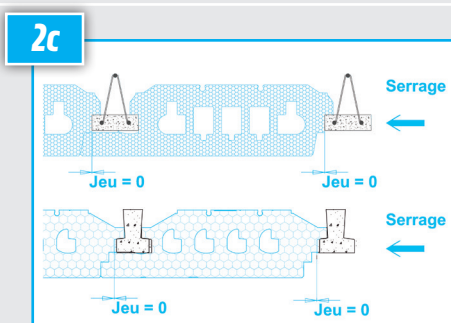 2c
Serrage
Jeu = 0
Jeu = 0
Serrage
Jeu = 0
Jeu = 0